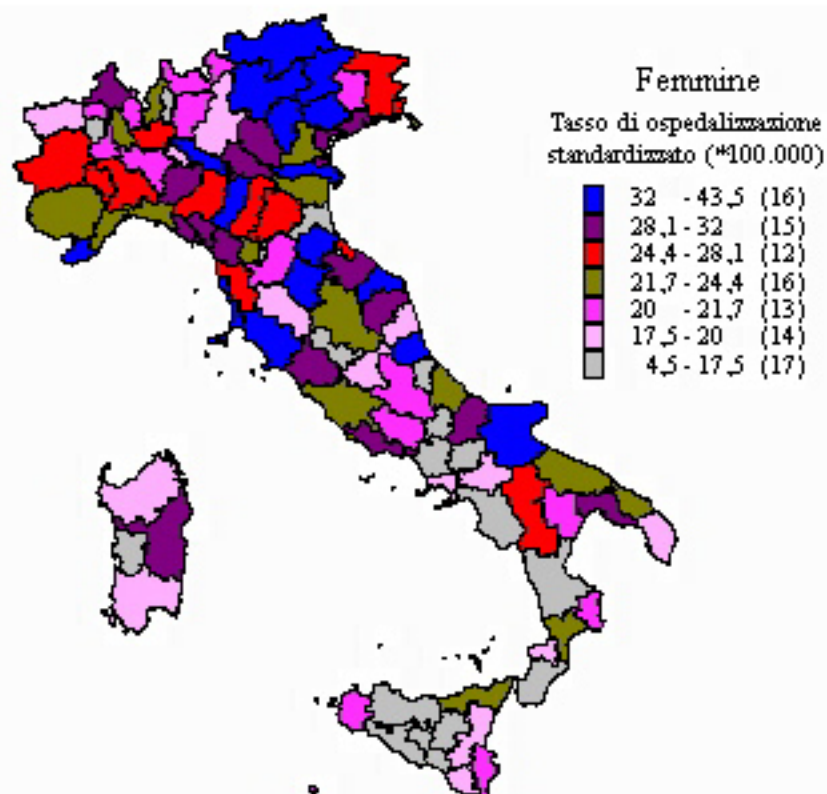 Femmine
Tasso di ospedalizzazione
standardizzato (*100.000)
32 - 43,5 (16)
28,1 - 32 (15)
24,4 - 28,1 (12)
21,7 - 24,4 (16)
20 - 21,7 (13)
17,5 - 20 (14)
4,5 - 17,5 (17)